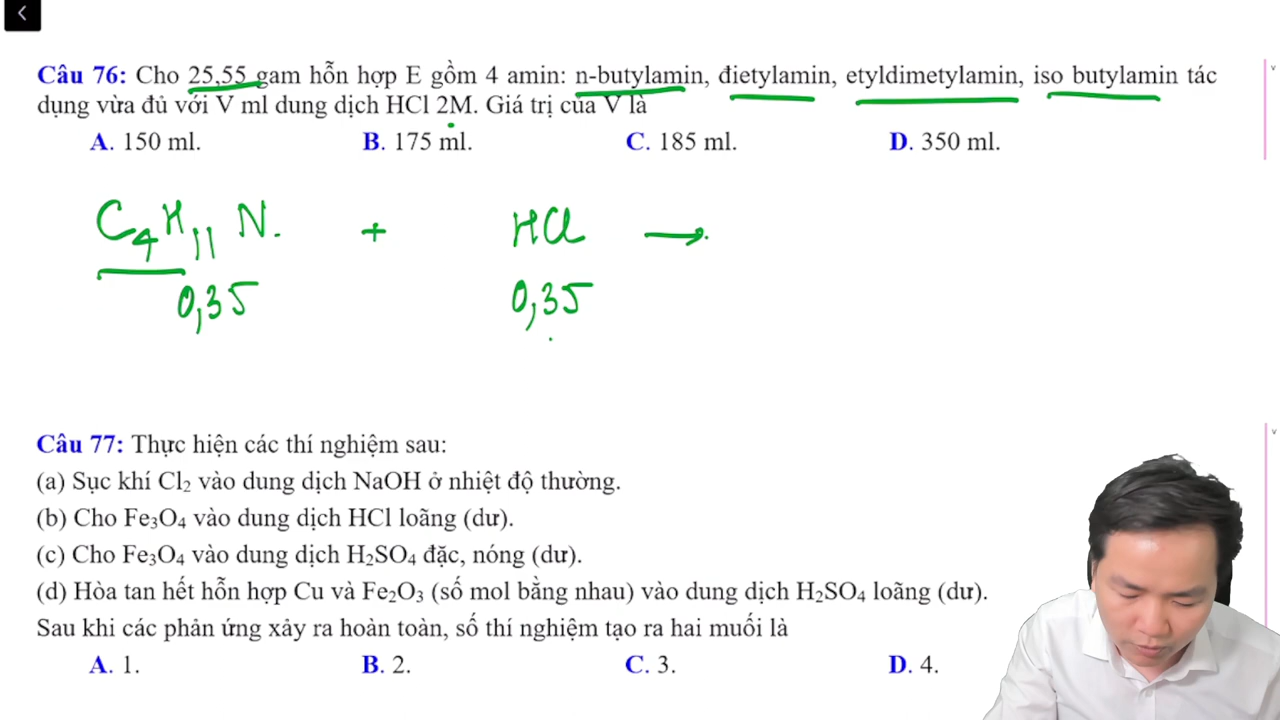 Câu 76: Cho 25,55 gam hỗn hợp E gồm 4 amin: n-butylamin, đietylamin, etyldimetylamin, iso butylamin tác
dụng vừa đủ với V ml dung dịch HCl 2M. Giá trị của V là
A. 150 ml. B. 175 ml. C. 185 ml. D. 350 ml.
C₄H₁₁N. + HCl →
0,35 0,35
Câu 77: Thực hiện các thí nghiệm sau:
(a) Sục khí Cl₂ vào dung dịch NaOH ở nhiệt độ thường.
(b) Cho Fe₃O₄ vào dung dịch HCl loãng (dư).
(c) Cho Fe₃O₄ vào dung dịch H₂SO₄ đặc, nóng (dư).
(d) Hòa tan hết hỗn hợp Cu và Fe₂O₃ (số mol bằng nhau) vào dung dịch H₂SO₄ loãng (dư).
Sau khi các phản ứng xảy ra hoàn toàn, số thí nghiệm tạo ra hai muối là
A. 1. B. 2. C. 3. D. 4.